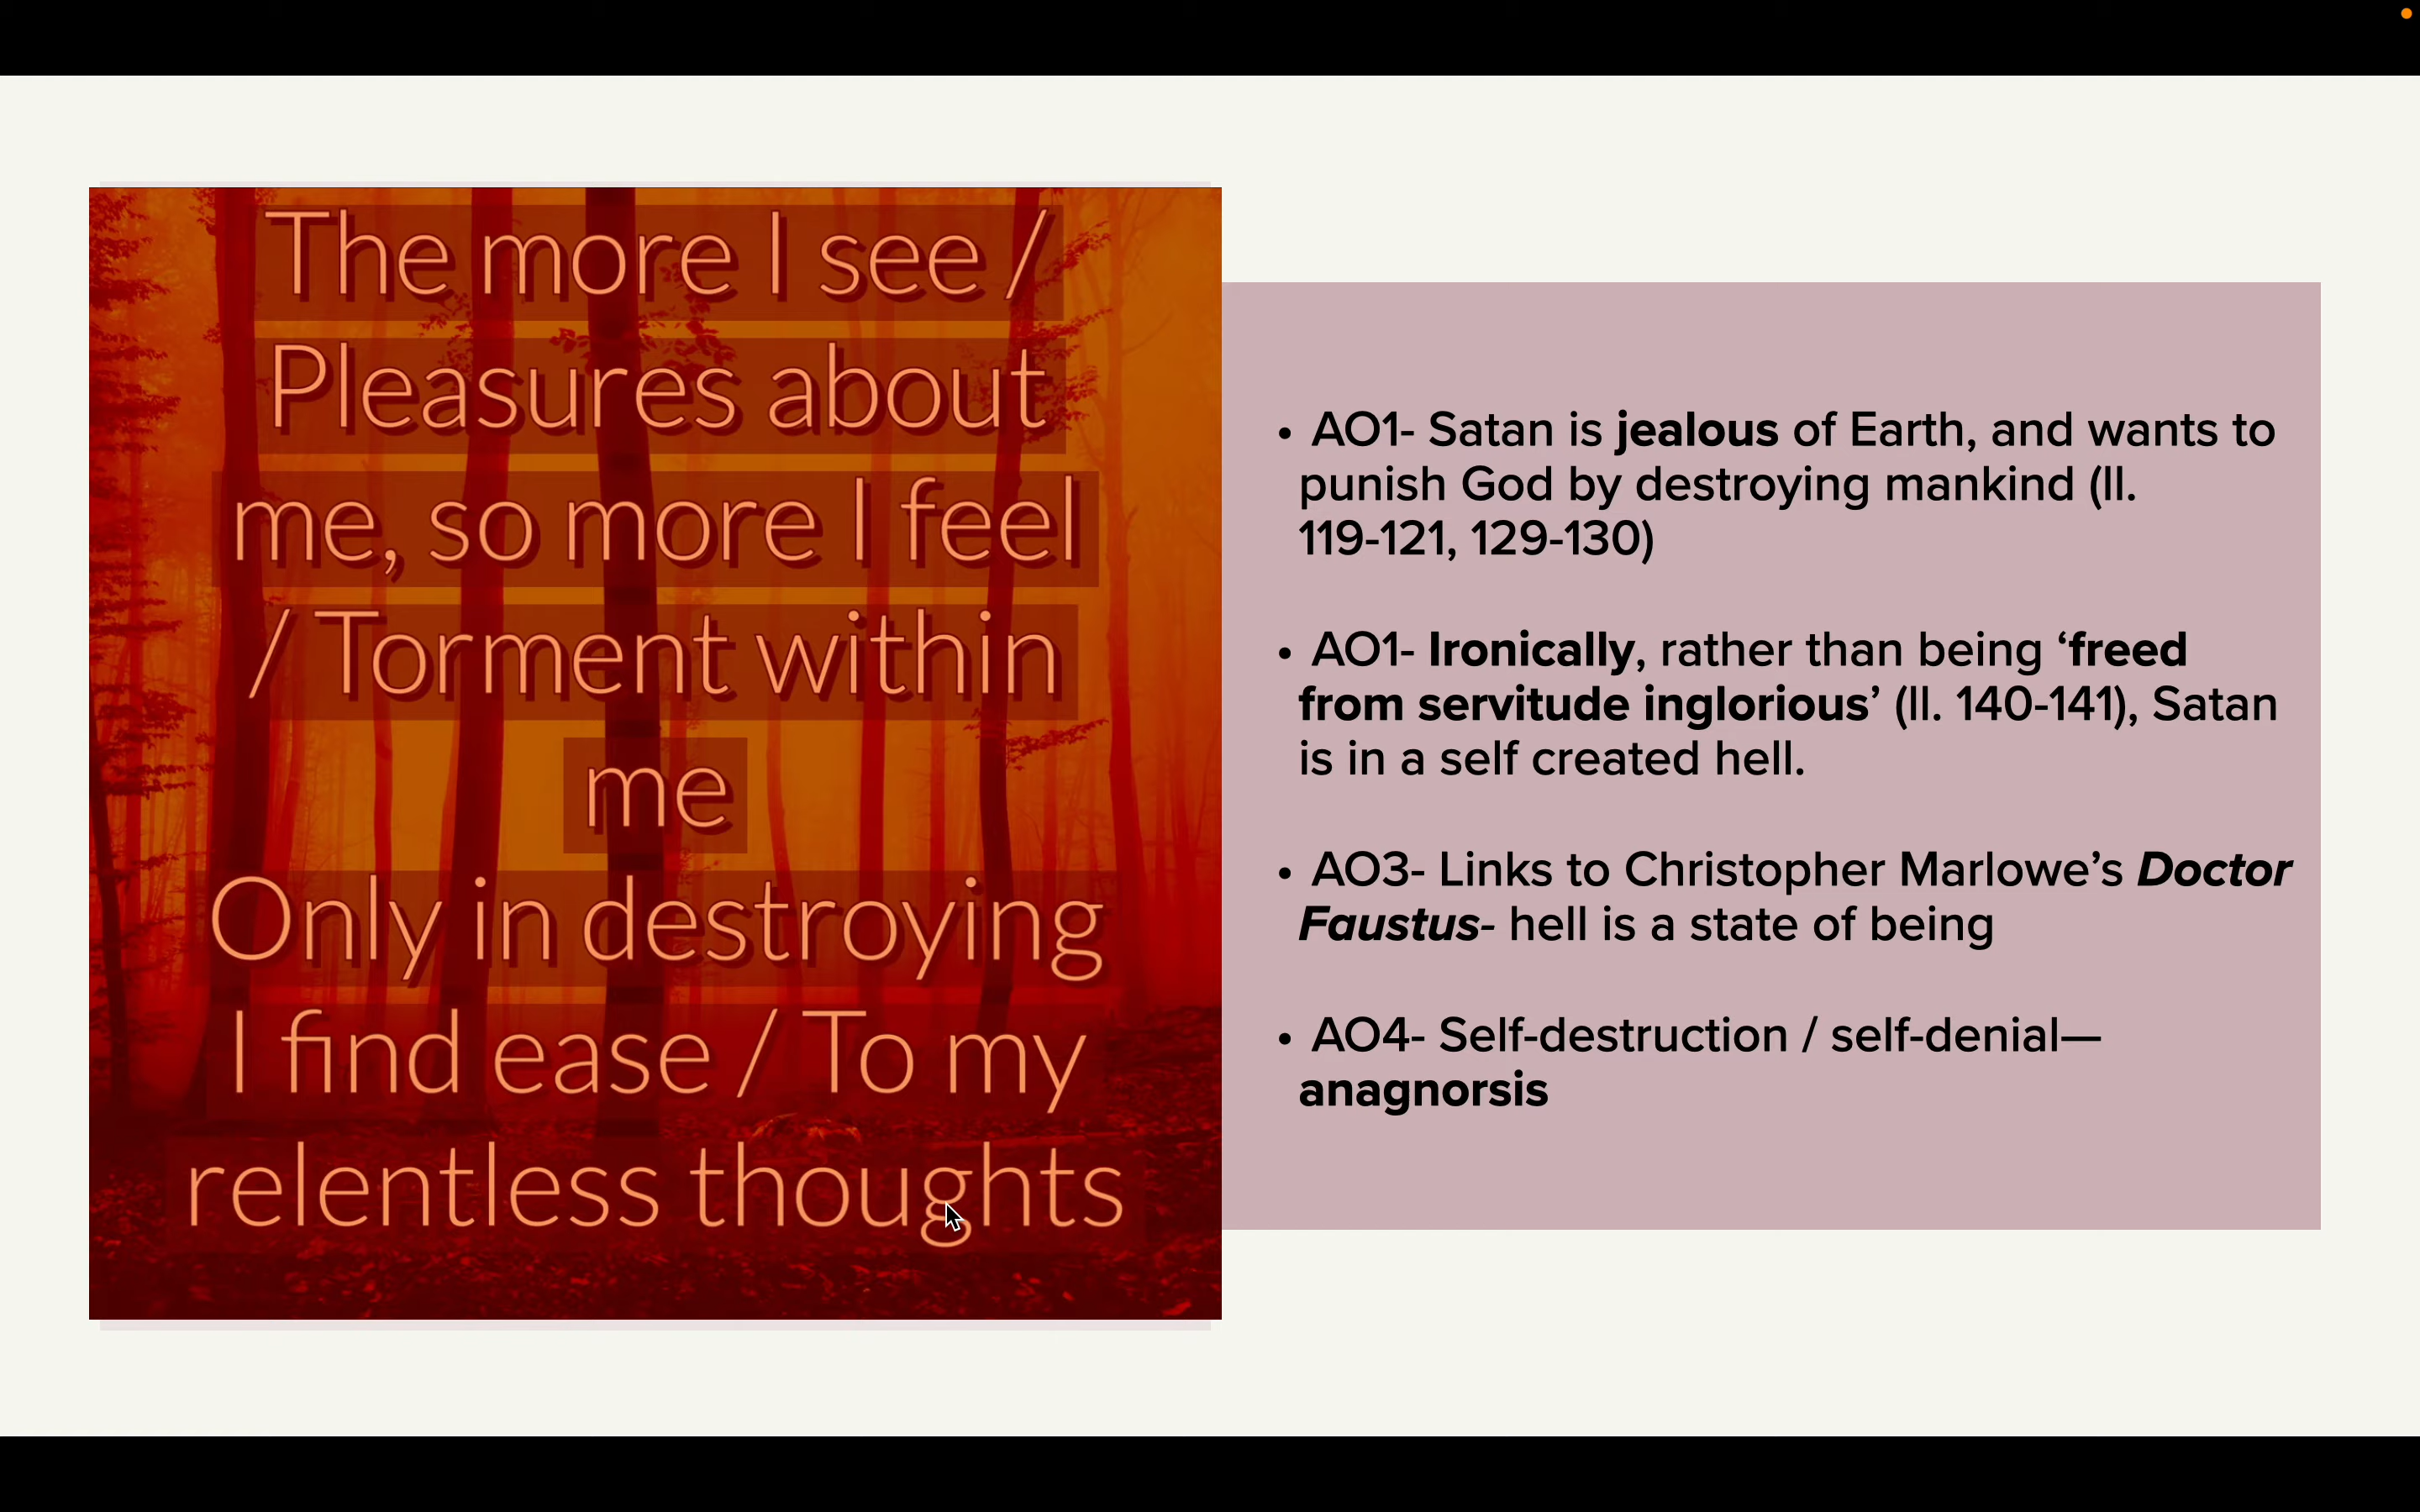 The more I see /
Pleasures about
me, so more I feel
/ Torment within
me
Only in destroying
I find ease / To my
relentless thoughts
• AO1- Satan is jealous of Earth, and wants to
punish God by destroying mankind (ll.
119-121, 129-130)
• AO1- Ironically, rather than being ‘freed
from servitude inglorious’ (ll. 140-141), Satan
is in a self created hell.
• AO3- Links to Christopher Marlowe’s Doctor
Faustus- hell is a state of being
• AO4- Self-destruction / self-denial—
anagnorsis